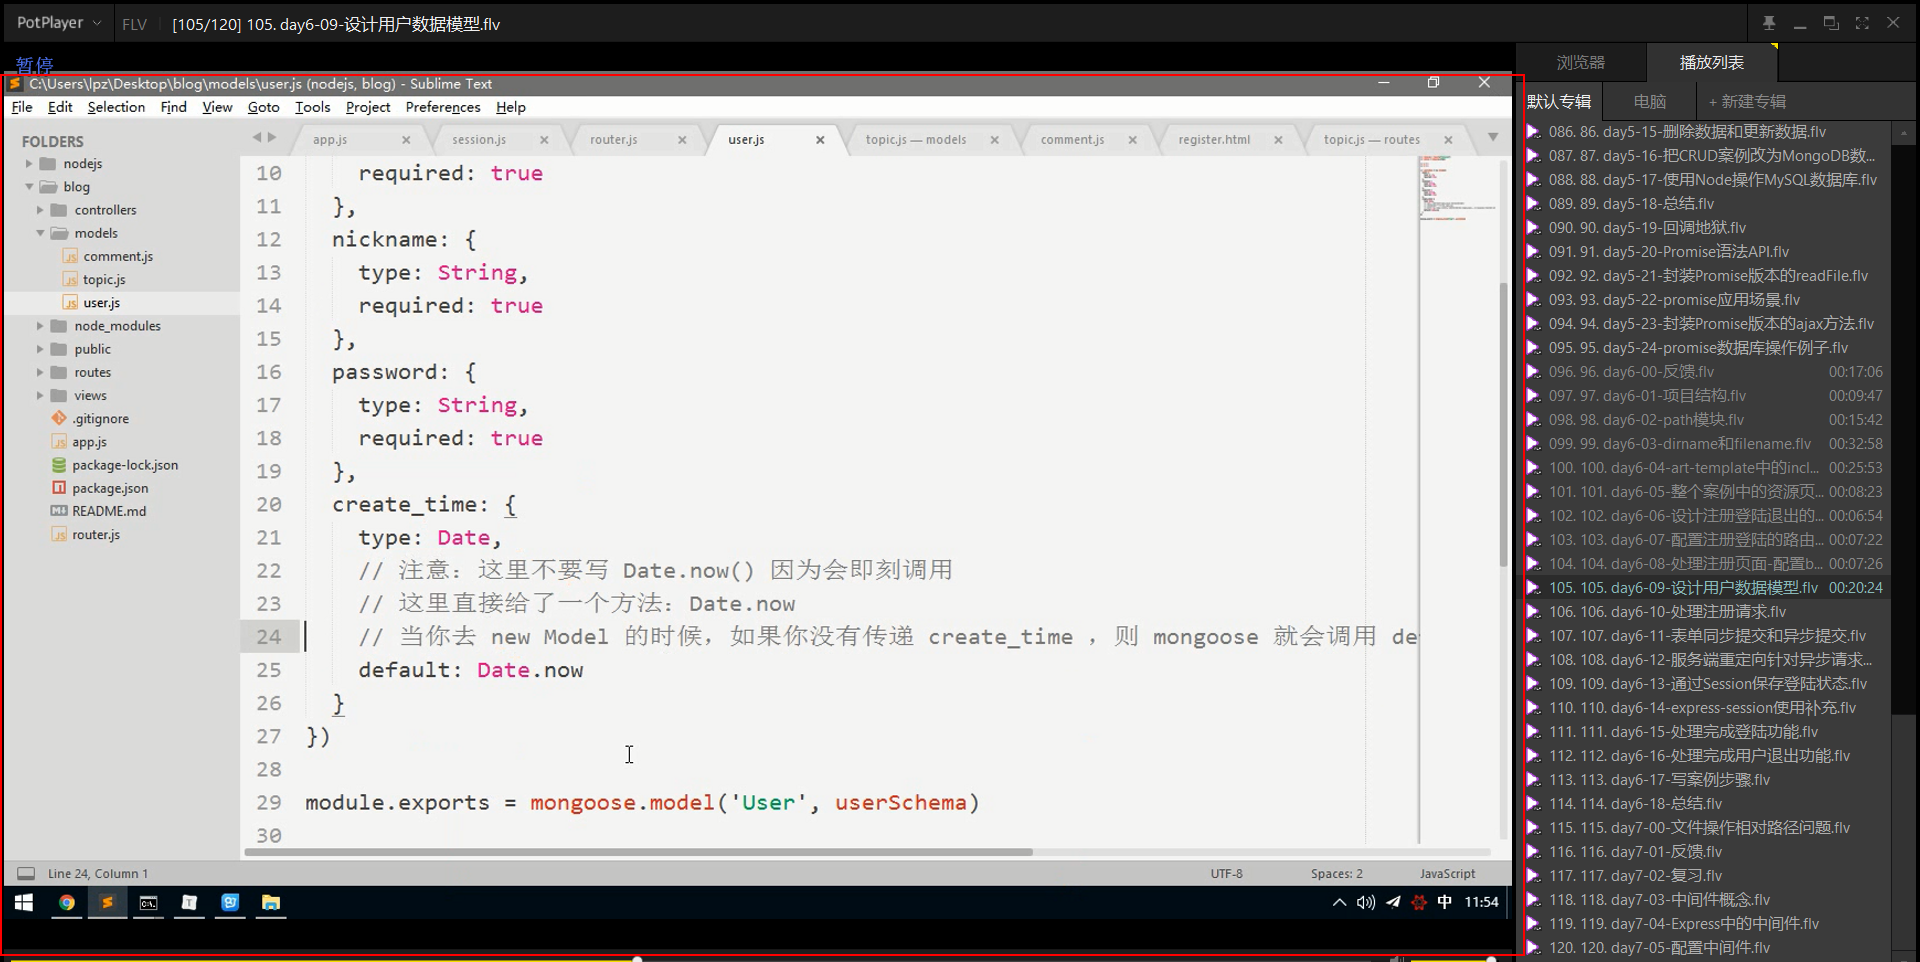 PotPlayer
FLV
[105/120] 105. day6-09-设计用户数据模型.flv
暂停
C:\Users\lpz\Desktop\blog\models\user.js (nodejs, blog) - Sublime Text
File Edit Selection Find View Goto Tools Project Preferences Help
FOLDERS
nodejs
blog
controllers
models
comment.js
topic.js
user.js
node_modules
public
routes
views
.gitignore
app.js
package-lock.json
package.json
README.md
router.js
app.js
session.js
router.js
user.js
topic.js — models
comment.js
register.html
topic.js — routes
10 required: true
11 },
12 nickname: {
13 type: String,
14 required: true
15 },
16 password: {
17 type: String,
18 required: true
19 },
20 create_time: {
21 type: Date,
22 // 注意: 这里不要写 Date.now() 因为会即刻调用
23 // 这里直接给了一个方法: Date.now
24 // 当你去 new Model 的时候, 如果你没有传递 create_time , 则 mongoose 就会调用 de
25 default: Date.now
26 }
27 })
28
29 module.exports = mongoose.model('User', userSchema)
30
Line 24, Column 1
UTF-8
Spaces: 2
JavaScript
中
11:54
浏览器
播放列表
默认专辑
电脑
+ 新建专辑
086. 86. day5-15-删除数据和更新数据.flv
087. 87. day5-16-把CRUD案例改为MongoDB数...
088. 88. day5-17-使用Node操作MySQL数据库.flv
089. 89. day5-18-总结.flv
090. 90. day5-19-回调地狱.flv
091. 91. day5-20-Promise语法API.flv
092. 92. day5-21-封装Promise版本的readFile.flv
093. 93. day5-22-promise应用场景.flv
094. 94. day5-23-封装Promise版本的ajax方法.flv
095. 95. day5-24-promise数据库操作例子.flv
096. 96. day6-00-反馈.flv 00:17:06
097. 97. day6-01-项目结构.flv 00:09:47
098. 98. day6-02-path模块.flv 00:15:42
099. 99. day6-03-dirname和filename.flv 00:32:58
100. 100. day6-04-art-template中的incl... 00:25:53
101. 101. day6-05-整个案例中的资源页... 00:08:23
102. 102. day6-06-设计注册登陆退出的... 00:06:54
103. 103. day6-07-配置注册登陆的路由... 00:07:22
104. 104. day6-08-处理注册页面-配置b... 00:07:26
105. 105. day6-09-设计用户数据模型.flv 00:20:24
106. 106. day6-10-处理注册请求.flv
107. 107. day6-11-表单同步提交和异步提交.flv
108. 108. day6-12-服务端重定向针对异步请求...
109. 109. day6-13-通过Session保存登陆状态.flv
110. 110. day6-14-express-session使用补充.flv
111. 111. day6-15-处理完成登陆功能.flv
112. 112. day6-16-处理完成用户退出功能.flv
113. 113. day6-17-写案例步骤.flv
114. 114. day6-18-总结.flv
115. 115. day7-00-文件操作相对路径问题.flv
116. 116. day7-01-反馈.flv
117. 117. day7-02-复习.flv
118. 118. day7-03-中间件概念.flv
119. 119. day7-04-Express中的中间件.flv
120. 120. day7-05-配置中间件.flv